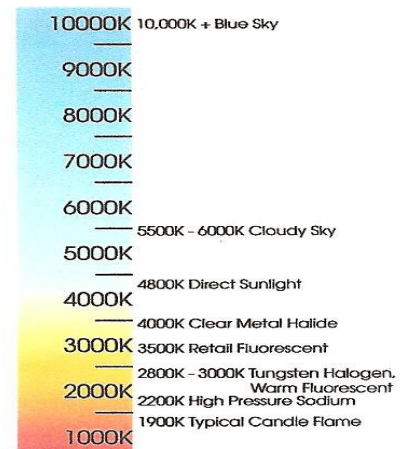 10000K 10,000K + Blue Sky
9000K
8000K
7000K
6000K
5500K - 6000K Cloudy Sky
5000K
4800K Direct Sunlight
4000K
4000K Clear Metal Halide
3000K 3500K Retail Fluorescent
2800K - 3000K Tungsten Halogen,
Warm Fluorescent
2000K
2200K High Pressure Sodium
1900K Typical Candle Flame
1000K